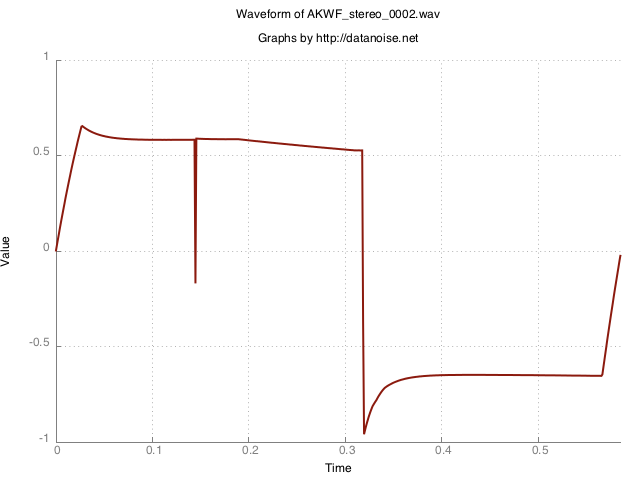 Waveform of AKWF_stereo_0002.wav
Graphs by http://datanoise.net
1
0.5
0
-0.5
-1
Value
0 0.1 0.2 0.3 0.4 0.5
Time